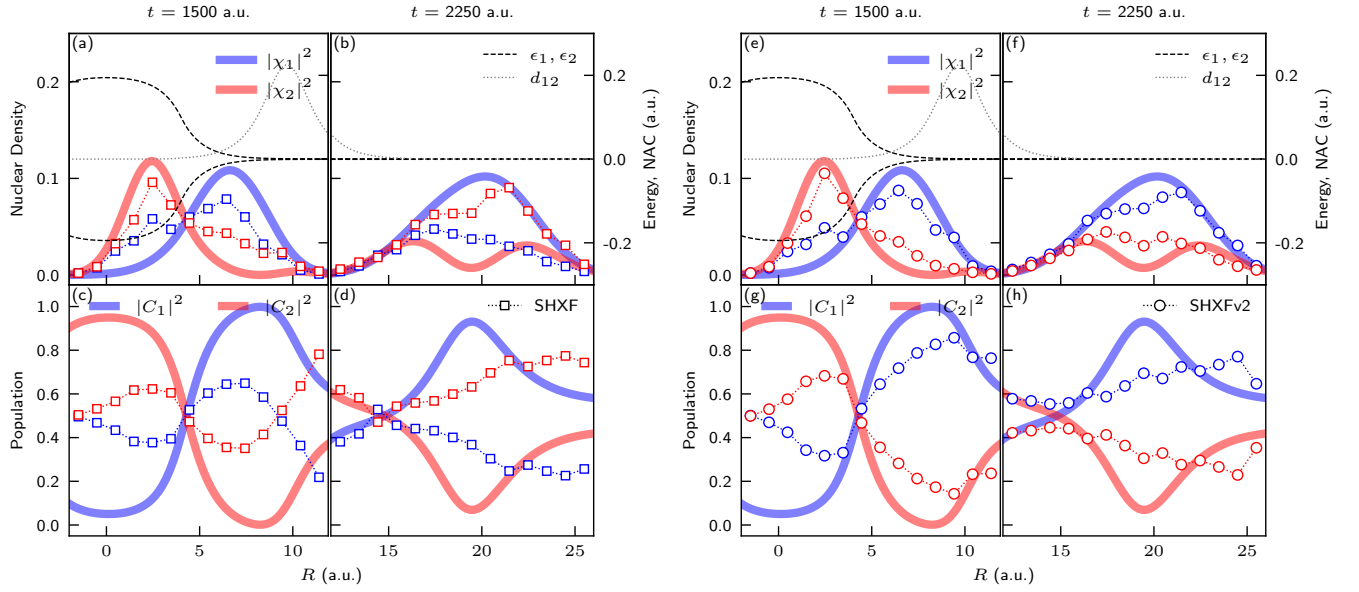 t = 1500 a.u.
t = 2250 a.u.
t = 1500 a.u.
t = 2250 a.u.
(a)
|χ₁|²
|χ₂|²
(b)
ϵ₁, ϵ₂
d₁₂
(e)
|χ₁|²
|χ₂|²
(f)
ϵ₁, ϵ₂
d₁₂
Nuclear Density
0.2
0.1
0.0
Energy, NAC (a.u.)
0.2
0.0
−0.2
Nuclear Density
0.2
0.1
0.0
Energy, NAC (a.u.)
0.2
0.0
−0.2
(c)
|C₁|²
|C₂|²
(d)
SHXF
(g)
|C₁|²
|C₂|²
(h)
SHXFv2
Population
1.0
0.8
0.6
0.4
0.2
0.0
Population
1.0
0.8
0.6
0.4
0.2
0.0
0 5 10 15 20 25
R (a.u.)
0 5 10 15 20 25
R (a.u.)